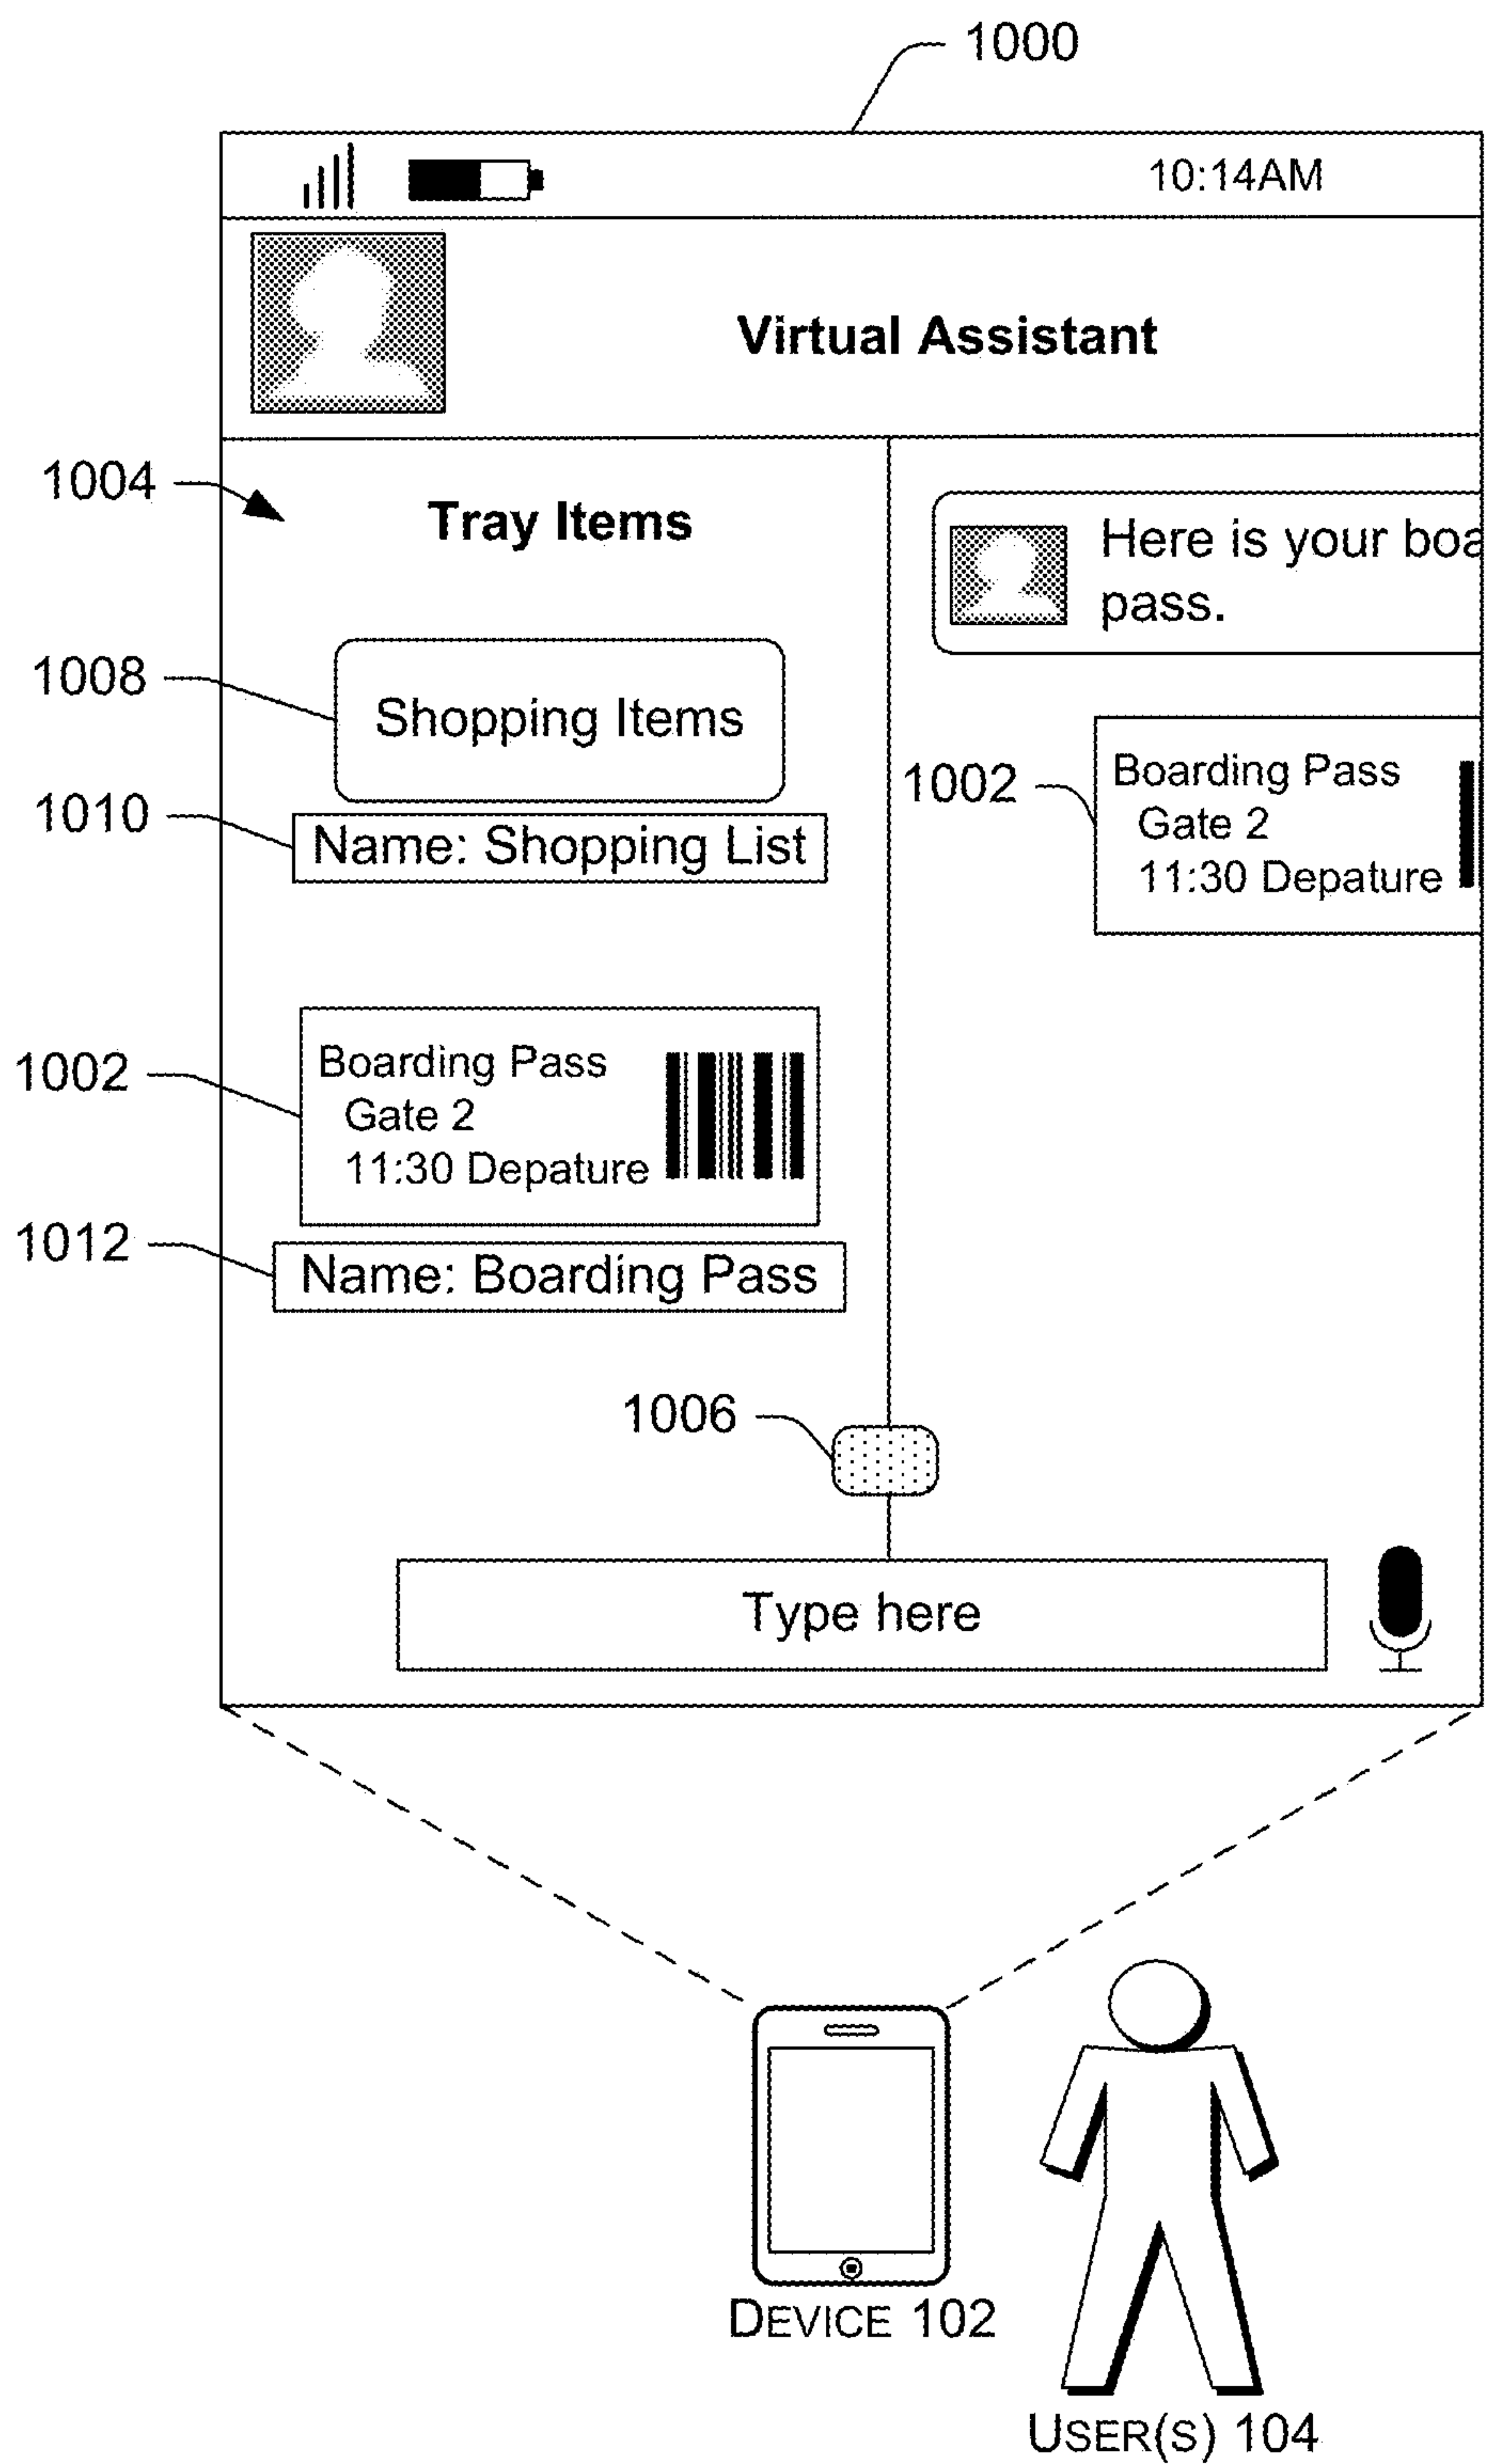 1000
10:14AM
Virtual Assistant
1004
Tray Items
Here is your boa
pass.
1008
Shopping Items
1010
Name: Shopping List
1002
Boarding Pass
Gate 2
11:30 Depature
1002
Boarding Pass
Gate 2
11:30 Depature
1012
Name: Boarding Pass
1006
Type here
DEVICE 102
USER(S) 104